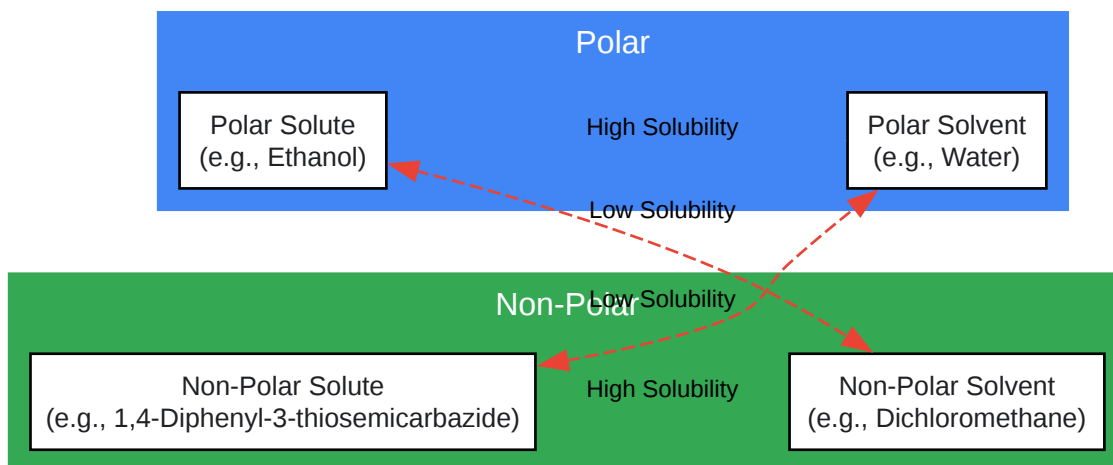 Polar
Polar Solute
(e.g., Ethanol)
High Solubility
Polar Solvent
(e.g., Water)
Low Solubility
Low Solubility
Non-Polar
Non-Polar Solute
(e.g., 1,4-Diphenyl-3-thiosemicarbazide)
High Solubility
Non-Polar Solvent
(e.g., Dichloromethane)